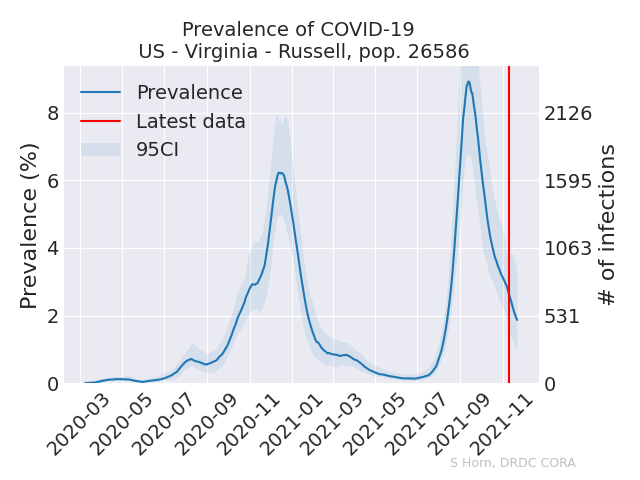 Prevalence of COVID-19
US - Virginia - Russell, pop. 26586
Prevalence
Latest data
95CI
Prevalence (%)
8
6
4
2
0
2126
1595
1063
531
0
# of infections
2020-03
2020-05
2020-07
2020-09
2020-11
2021-01
2021-03
2021-05
2021-07
2021-09
2021-11
S Horn, DRDC CORA